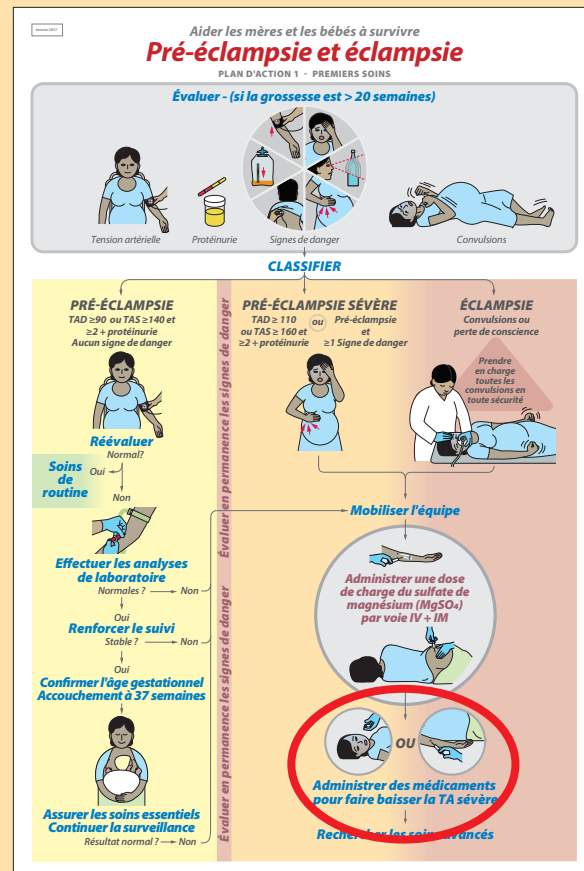 Janvier 2017
Aider les mères et les bébés à survivre
Pré-éclampsie et éclampsie
PLAN D'ACTION 1 - PREMIERS SOINS
Évaluer - (si la grossesse est > 20 semaines)
Tension artérielle
Protéinurie
Signes de danger
Convulsions
CLASSIFIER
PRÉ-ÉCLAMPSIE
TAD ≥90 ou TAS ≥140 et
≥2 + protéinurie
Aucun signe de danger
Réévaluer
Normal?
Oui
Soins
de
routine
Non
Effectuer les analyses
de laboratoire
Normales ? Non
Oui
Renforcer le suivi
Stable ? Non
Oui
Confirmer l'âge gestationnel
Accouchement à 37 semaines
Assurer les soins essentiels
Continuer la surveillance
Résultat normal ? Non
Évaluer en permanence les signes de danger
Évaluer en permanence les signes de danger
PRÉ-ÉCLAMPSIE SÉVÈRE
TAD ≥ 110
ou TAS ≥ 160 et
≥2 + protéinurie
ou
Pré-éclampsie
et
≥1 Signe de danger
ÉCLAMPSIE
Convulsions ou
perte de conscience
Prendre
en charge
toutes les
convulsions en
toute sécurité
Mobiliser l'équipe
Administrer une dose
de charge du sulfate de
magnésium (MgSO₄)
par voie IV + IM
OU
Administrer des médicaments
pour faire baisser la TA sévère
Rechercher les soins avancés